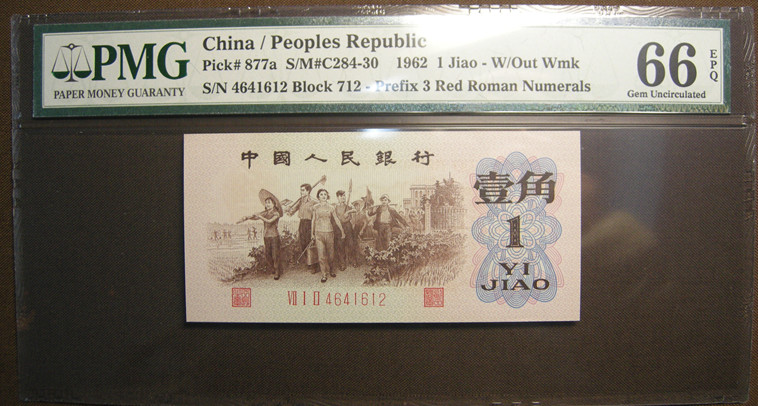 PMG
PAPER MONEY GUARANTY
China / Peoples Republic
Pick# 877a S/M#C284-30 1962 1 Jiao - W/Out Wmk
S/N 4641612 Block 712 - Prefix 3 Red Roman Numerals
66 EPQ
Gem Uncirculated
中國人民銀行
壹角
1
YI
JIAO
VII I II 4641612